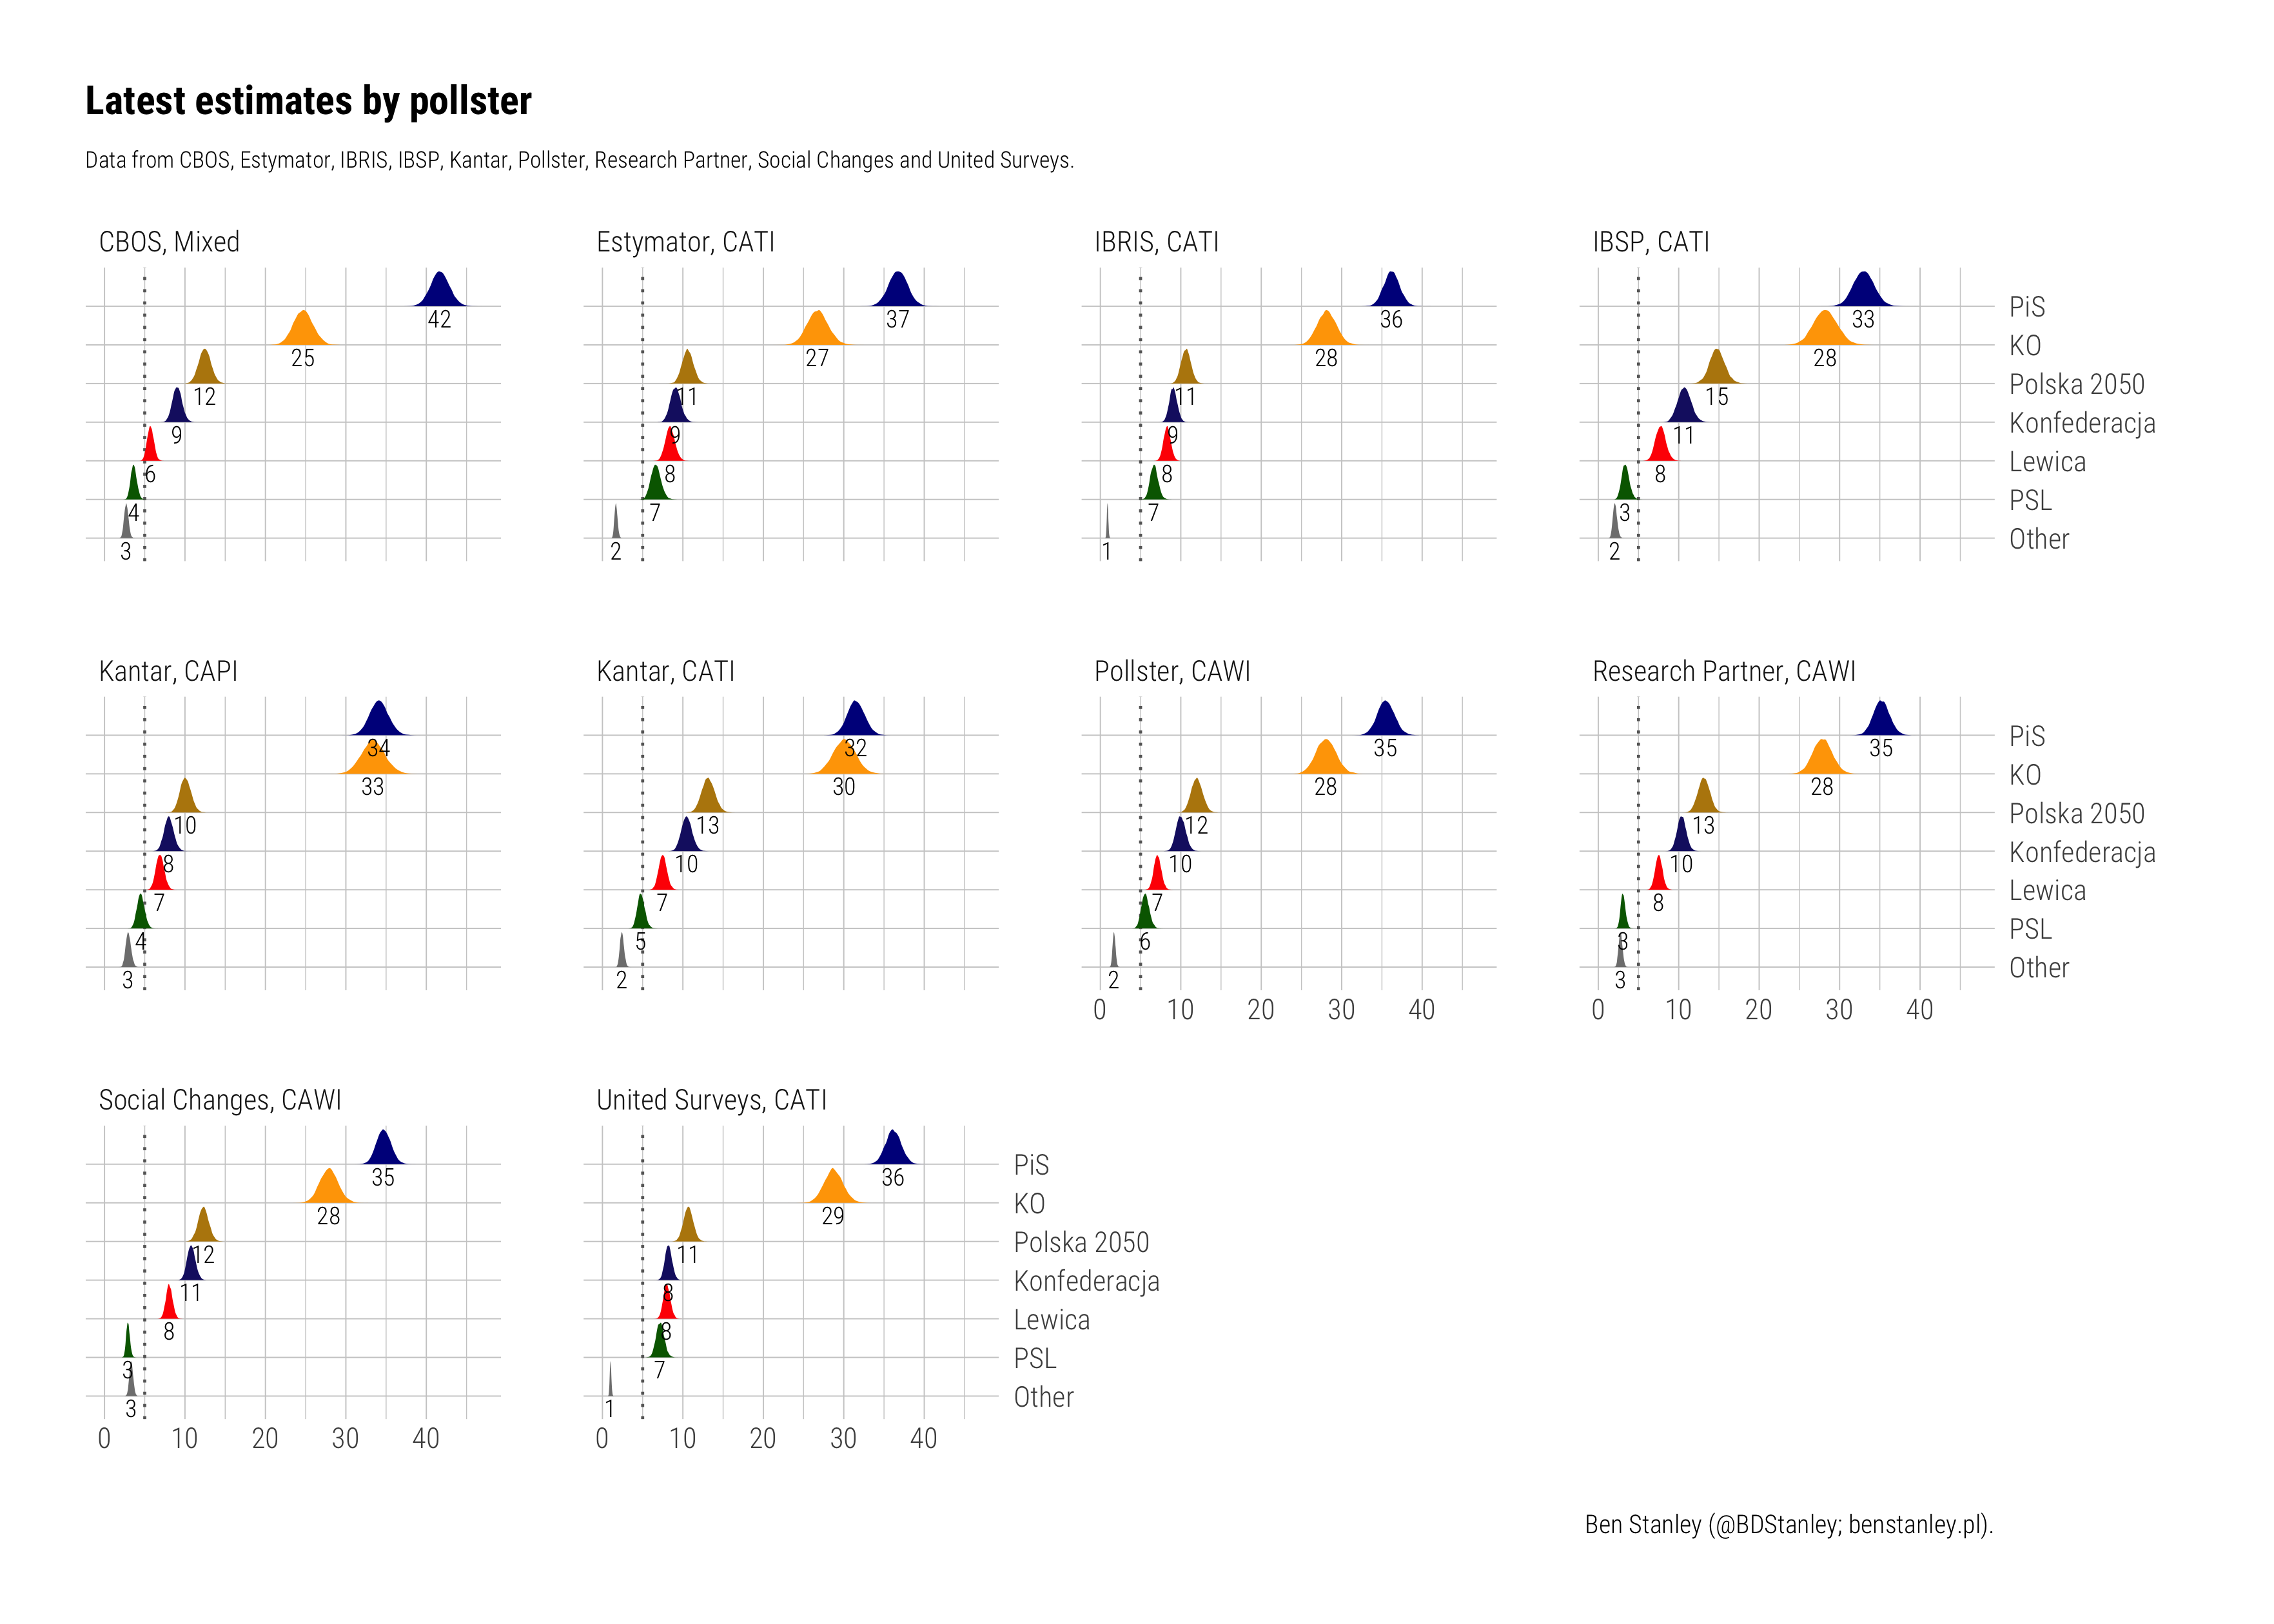 Latest estimates by pollster
Data from CBOS, Estymator, IBRIS, IBSP, Kantar, Pollster, Research Partner, Social Changes and United Surveys.
CBOS, Mixed
42
25
12
9
6
4
3
Estymator, CATI
37
27
11
9
8
7
2
IBRIS, CATI
36
28
11
9
8
7
1
IBSP, CATI
33
28
15
11
8
3
2
PiS
KO
Polska 2050
Konfederacja
Lewica
PSL
Other
Kantar, CAPI
34
33
10
8
7
4
3
Kantar, CATI
32
30
13
10
7
5
2
Pollster, CAWI
35
28
12
10
7
6
2
0 10 20 30 40
Research Partner, CAWI
35
28
13
10
8
3
3
0 10 20 30 40
PiS
KO
Polska 2050
Konfederacja
Lewica
PSL
Other
Social Changes, CAWI
35
28
12
11
8
3
3
0 10 20 30 40
United Surveys, CATI
36
29
11
8
8
7
1
0 10 20 30 40
PiS
KO
Polska 2050
Konfederacja
Lewica
PSL
Other
Ben Stanley (@BDStanley; benstanley.pl).